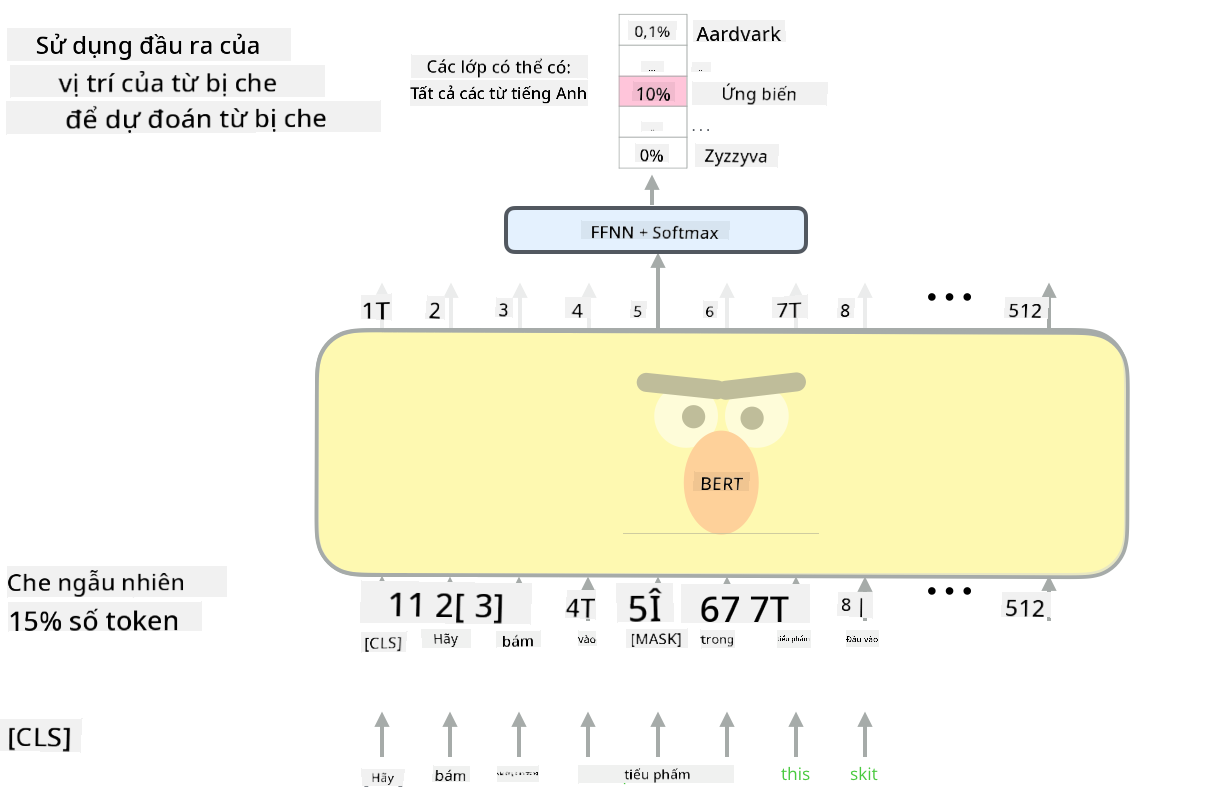 Sử dụng đầu ra của
vị trí của từ bị che
để dự đoán từ bị che
Các lớp có thể có:
Tất cả các từ tiếng Anh
0,1% Aardvark
... ..
10% Ứng biến
.. ...
0% Zyzzyva
FFNN + Softmax
1T 2 3 4 5 6 7T 8 ••• 512
BERT
Che ngẫu nhiên
15% số token
11 2[ 3] 4T 5Î 67 7T 8 | ••• 512
[CLS] Hãy bám vào [MASK] trong tiểu phẩm Đầu vào
[CLS]
Hãy bám tiểu phẩm this skit